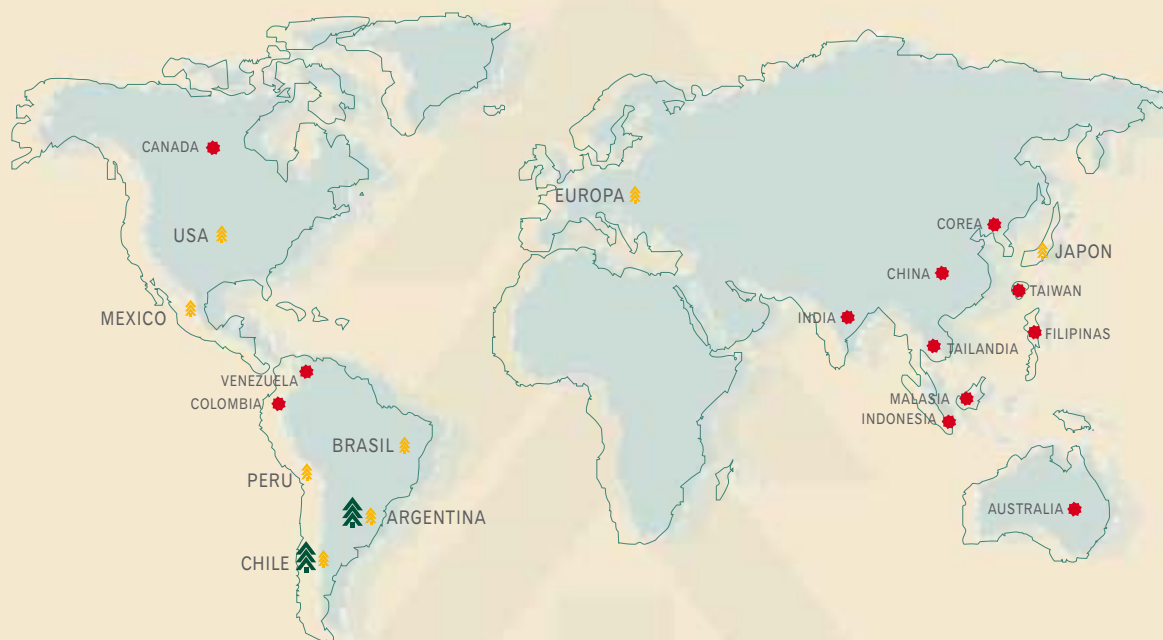 CANADA
EUROPA
COREA
USA
JAPON
CHINA
TAIWAN
MEXICO
INDIA
FILIPINAS
TAILANDIA
VENEZUELA
MALASIA
COLOMBIA
INDONESIA
BRASIL
PERU
AUSTRALIA
ARGENTINA
CHILE